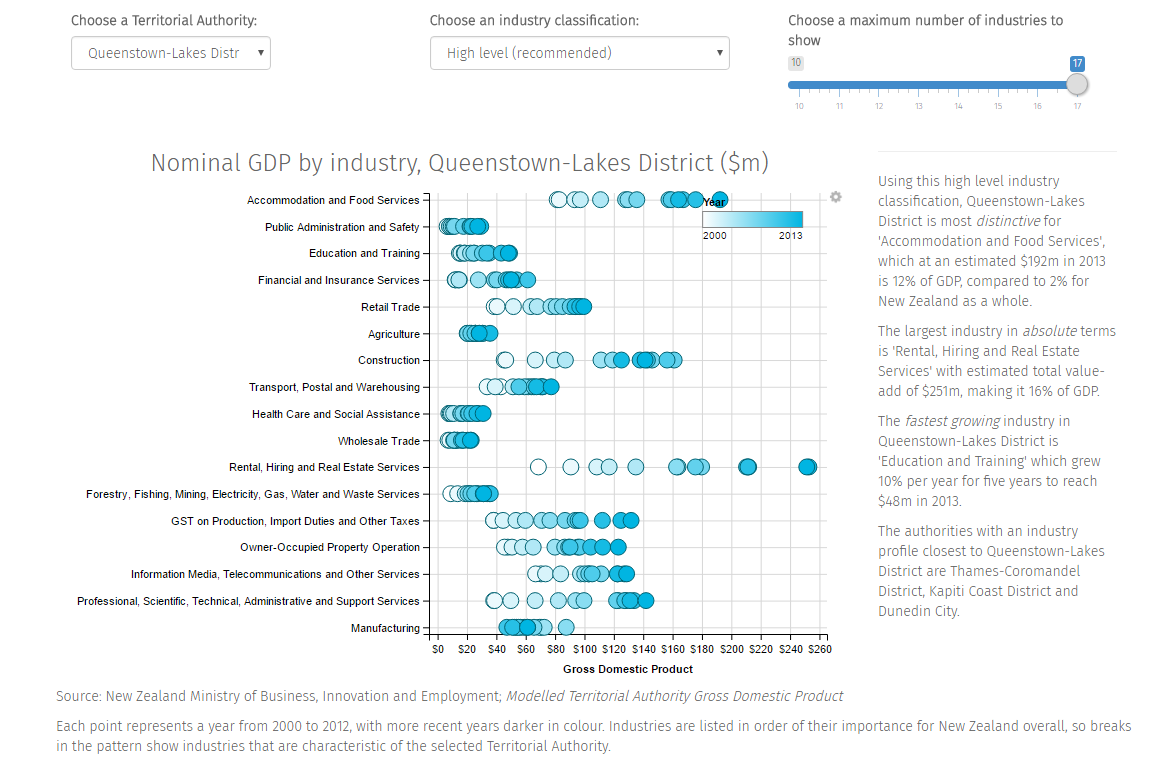 Choose a Territorial Authority:
Queenstown-Lakes Distr
Choose an industry classification:
High level (recommended)
Choose a maximum number of industries to
show
10
17
10 11 12 13 14 15 16 17
Nominal GDP by industry, Queenstown-Lakes District ($m)
Accommodation and Food Services
Public Administration and Safety
Education and Training
Financial and Insurance Services
Retail Trade
Agriculture
Construction
Transport, Postal and Warehousing
Health Care and Social Assistance
Wholesale Trade
Rental, Hiring and Real Estate Services
Forestry, Fishing, Mining, Electricity, Gas, Water and Waste Services
GST on Production, Import Duties and Other Taxes
Owner-Occupied Property Operation
Information Media, Telecommunications and Other Services
Professional, Scientific, Technical, Administrative and Support Services
Manufacturing
Year
2000 2013
$0 $20 $40 $60 $80 $100 $120 $140 $160 $180 $200 $220 $240 $260
Gross Domestic Product
Using this high level industry
classification, Queenstown-Lakes
District is most distinctive for
'Accommodation and Food Services',
which at an estimated $192m in 2013
is 12% of GDP, compared to 2% for
New Zealand as a whole.
The largest industry in absolute terms
is 'Rental, Hiring and Real Estate
Services' with estimated total value-
add of $251m, making it 16% of GDP.
The fastest growing industry in
Queenstown-Lakes District is
'Education and Training' which grew
10% per year for five years to reach
$48m in 2013.
The authorities with an industry
profile closest to Queenstown-Lakes
District are Thames-Coromandel
District, Kapiti Coast District and
Dunedin City.
Source: New Zealand Ministry of Business, Innovation and Employment; Modelled Territorial Authority Gross Domestic Product
Each point represents a year from 2000 to 2012, with more recent years darker in colour. Industries are listed in order of their importance for New Zealand overall, so breaks
in the pattern show industries that are characteristic of the selected Territorial Authority.